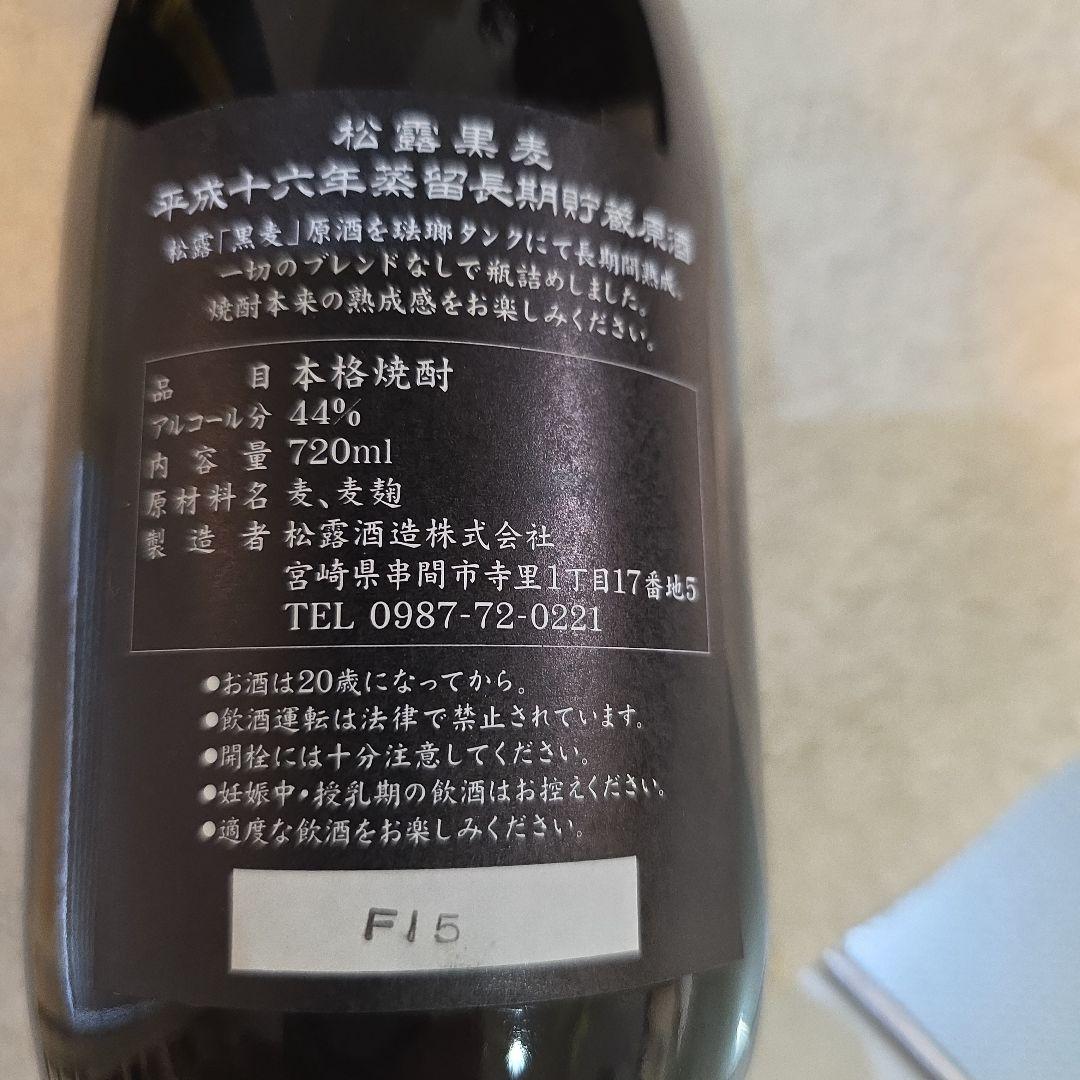 松露黒麦
平成十六年蒸留長期貯蔵原酒
松露「黒麦」原酒を琺瑯タンクにて長期間熟成。
一切のブレンドなしで瓶詰めしました。
焼酎本来の熟成感をお楽しみください。
品目 本格焼酎
アルコール分 44%
内容量 720ml
原材料名 麦、麦麹
製造者 松露酒造株式会社
宮崎県串間市寺里1丁目17番地5
TEL 0987-72-0221
●お酒は20歳になってから。
●飲酒運転は法律で禁止されています。
●開栓には十分注意してください。
●妊娠中・授乳期の飲酒はお控えください。
●適度な飲酒をお楽しみください。
F15